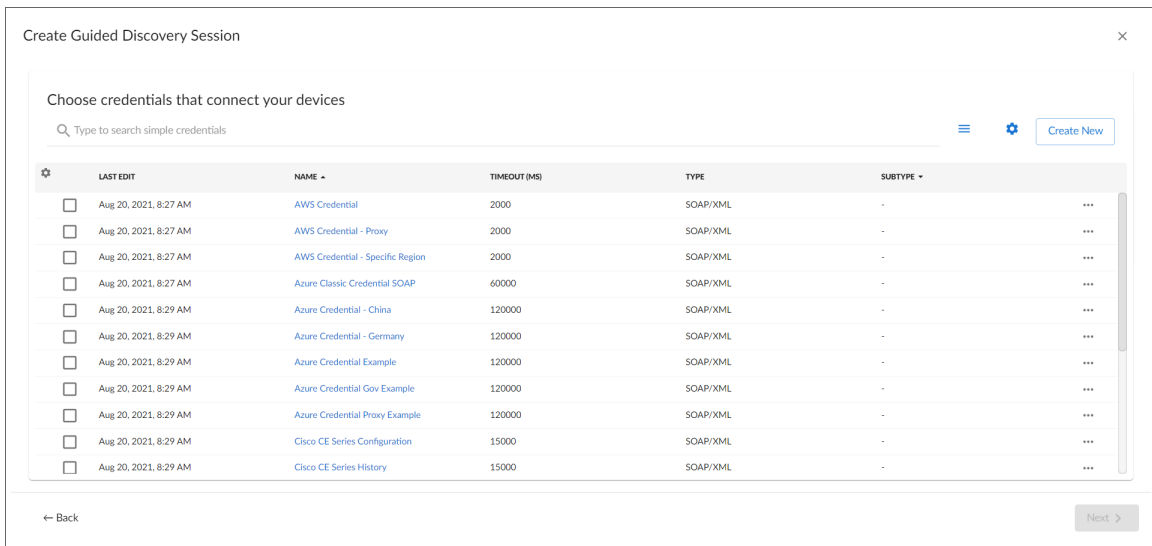 Create Guided Discovery Session
Choose credentials that connect your devices
Type to search simple credentials
Create New
LAST EDIT NAME TIMEOUT (MS) TYPE SUBTYPE
Aug 20, 2021, 8:27 AM AWS Credential 2000 SOAP/XML -
Aug 20, 2021, 8:27 AM AWS Credential - Proxy 2000 SOAP/XML -
Aug 20, 2021, 8:27 AM AWS Credential - Specific Region 2000 SOAP/XML -
Aug 20, 2021, 8:27 AM Azure Classic Credential SOAP 60000 SOAP/XML -
Aug 20, 2021, 8:29 AM Azure Credential - China 120000 SOAP/XML -
Aug 20, 2021, 8:29 AM Azure Credential - Germany 120000 SOAP/XML -
Aug 20, 2021, 8:29 AM Azure Credential Example 120000 SOAP/XML -
Aug 20, 2021, 8:29 AM Azure Credential Gov Example 120000 SOAP/XML -
Aug 20, 2021, 8:29 AM Azure Credential Proxy Example 120000 SOAP/XML -
Aug 20, 2021, 8:29 AM Cisco CE Series Configuration 15000 SOAP/XML -
Aug 20, 2021, 8:29 AM Cisco CE Series History 15000 SOAP/XML -
← Back
Next >